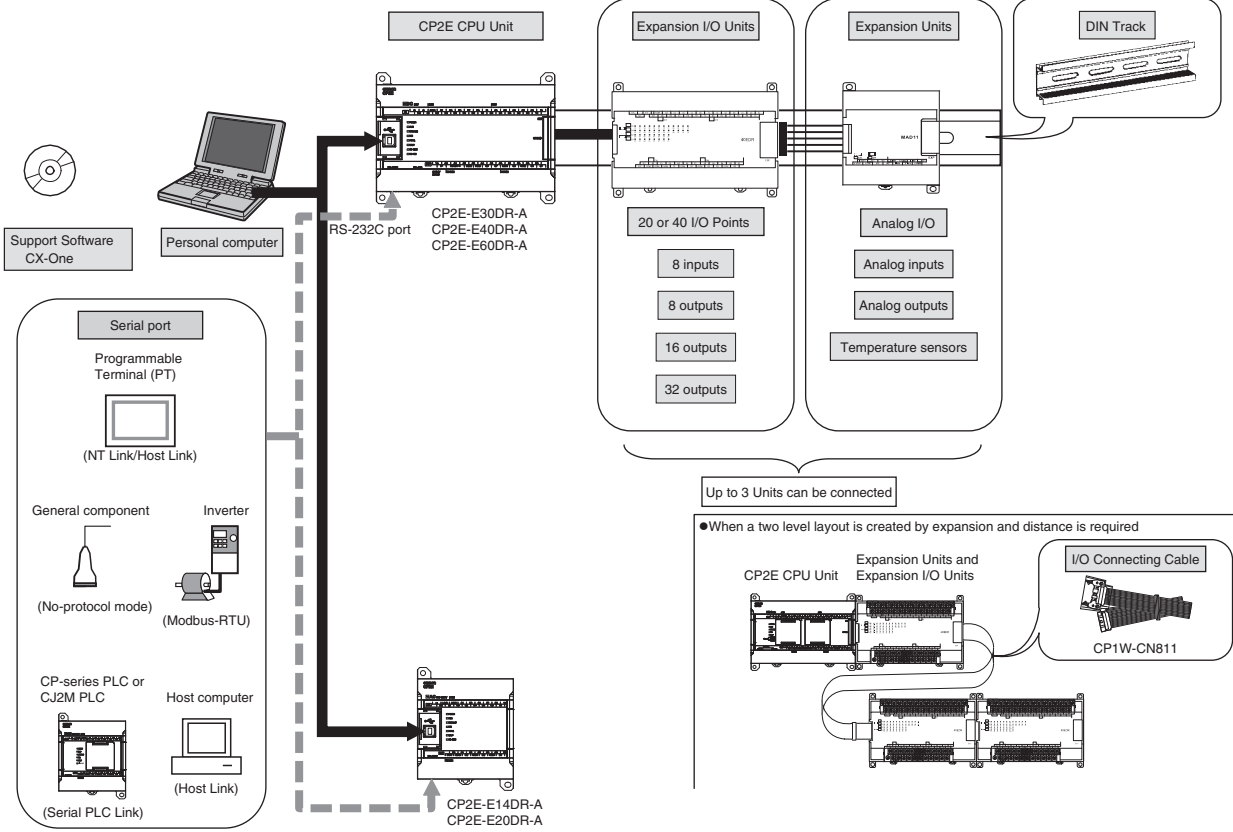 CP2E CPU Unit
Expansion I/O Units
Expansion Units
DIN Track
MAD11
RS-232C port
CP2E-E30DR-A
CP2E-E40DR-A
CP2E-E60DR-A
Support Software
CX-One
Personal computer
20 or 40 I/O Points
8 inputs
8 outputs
16 outputs
32 outputs
Analog I/O
Analog inputs
Analog outputs
Temperature sensors
Serial port
Programmable
Terminal (PT)
(NT Link/Host Link)
General component
(No-protocol mode)
Inverter
(Modbus-RTU)
CP-series PLC or
CJ2M PLC
(Serial PLC Link)
Host computer
(Host Link)
CP2E-E14DR-A
CP2E-E20DR-A
Up to 3 Units can be connected
●When a two level layout is created by expansion and distance is required
CP2E CPU Unit
Expansion Units and
Expansion I/O Units
I/O Connecting Cable
CP1W-CN811